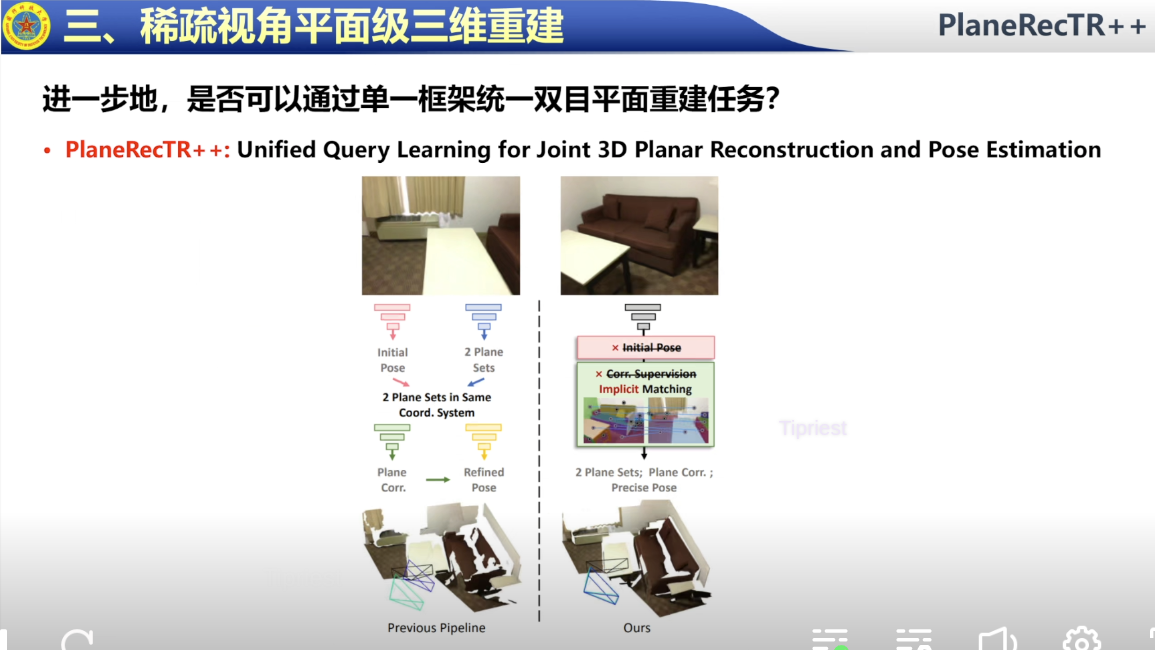 三、稀疏视角平面级三维重建
PlaneRecTR++
进一步地，是否可以通过单一框架统一双目平面重建任务？
• PlaneRecTR++: Unified Query Learning for Joint 3D Planar Reconstruction and Pose Estimation
Initial
Pose
2 Plane
Sets
2 Plane Sets in Same
Coord. System
Plane
Corr.
Refined
Pose
Previous Pipeline
× Initial Pose
× Corr. Supervision
Implicit Matching
2 Plane Sets; Plane Corr. ;
Precise Pose
Ours
Tipriest